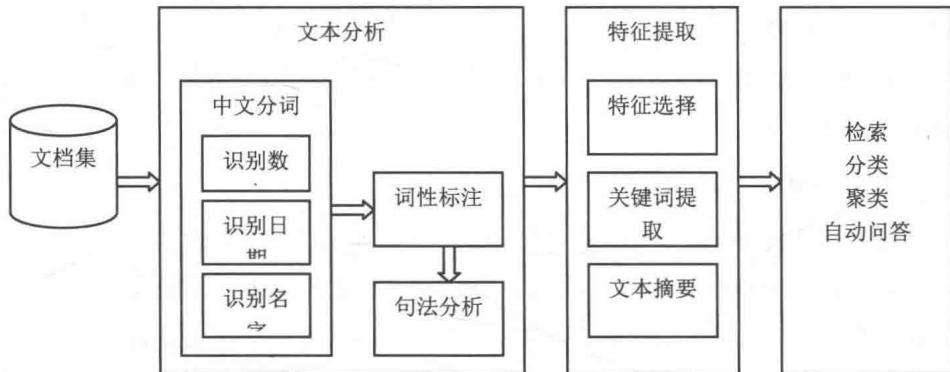 文本分析
特征提取
中文分词
识别数
识别日
期
识别名
字
文档集
词性标注
句法分析
特征选择
关键词提
取
文本摘要
检索
分类
聚类
自动问答